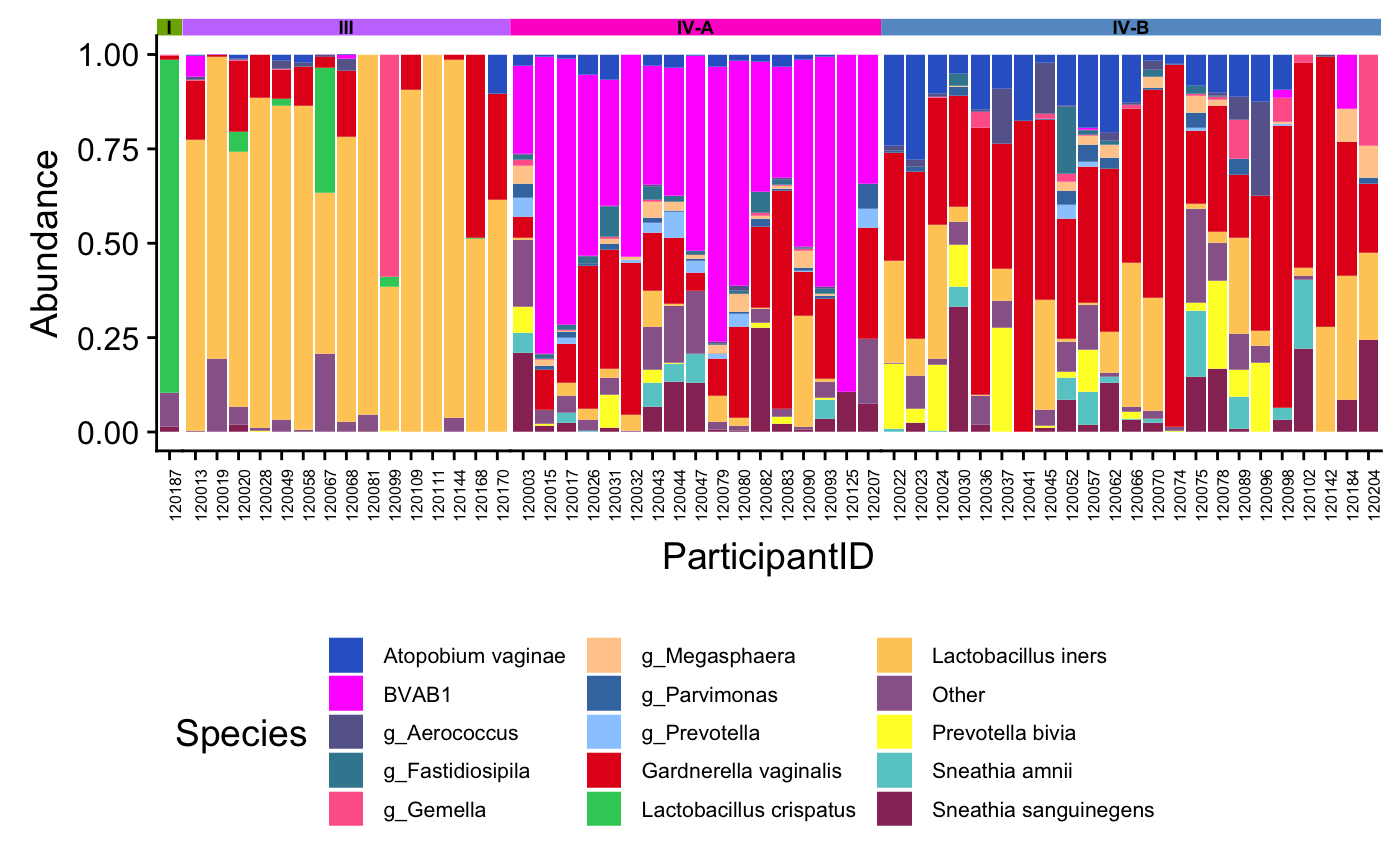 I III IV-A IV-B
1.00
0.75
0.50
0.25
0.00
Abundance
120187 120013 120019 120020 120028 120049 120058 120067 120068 120081 120099 120109 120111 120144 120168 120170 120003 120015 120017 120026 120031 120032 120043 120044 120047 120079 120080 120082 120083 120090 120093 120125 120207 120022 120023 120024 120030 120036 120037 120041 120045 120052 120057 120062 120066 120070 120074 120075 120078 120089 120096 120098 120102 120142 120184 120204
ParticipantID
Species
Atopobium vaginae
BVAB1
g_Aerococcus
g_Fastidiosipila
g_Gemella
g_Megasphaera
g_Parvimonas
g_Prevotella
Gardnerella vaginalis
Lactobacillus crispatus
Lactobacillus iners
Other
Prevotella bivia
Sneathia amnii
Sneathia sanguinegens